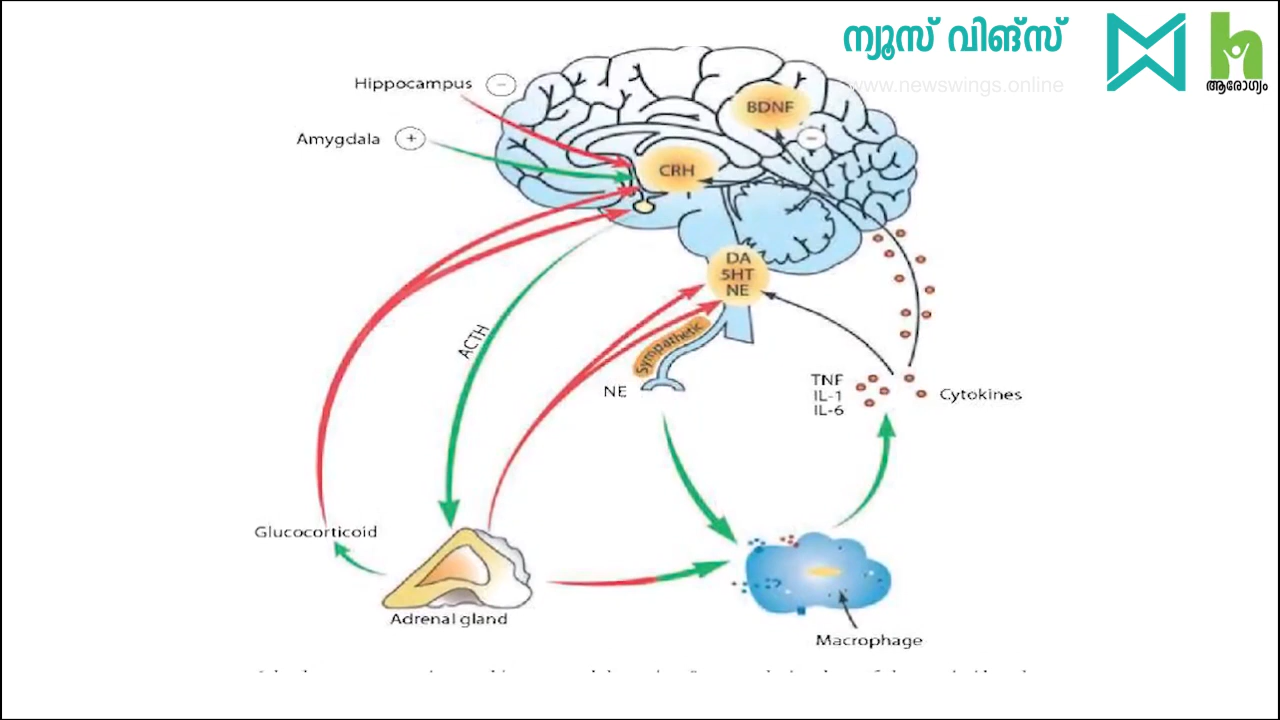 ന്യൂസ് വിങ്സ്
www.newswings.online
ആരോഗ്യം
Hippocampus
−
Amygdala
+
BDNF
−
CRH
DA
5HT
NE
ACTH
Sympathetic
NE
TNF
IL-1
IL-6
Cytokines
Glucocorticoid
Adrenal gland
Macrophage